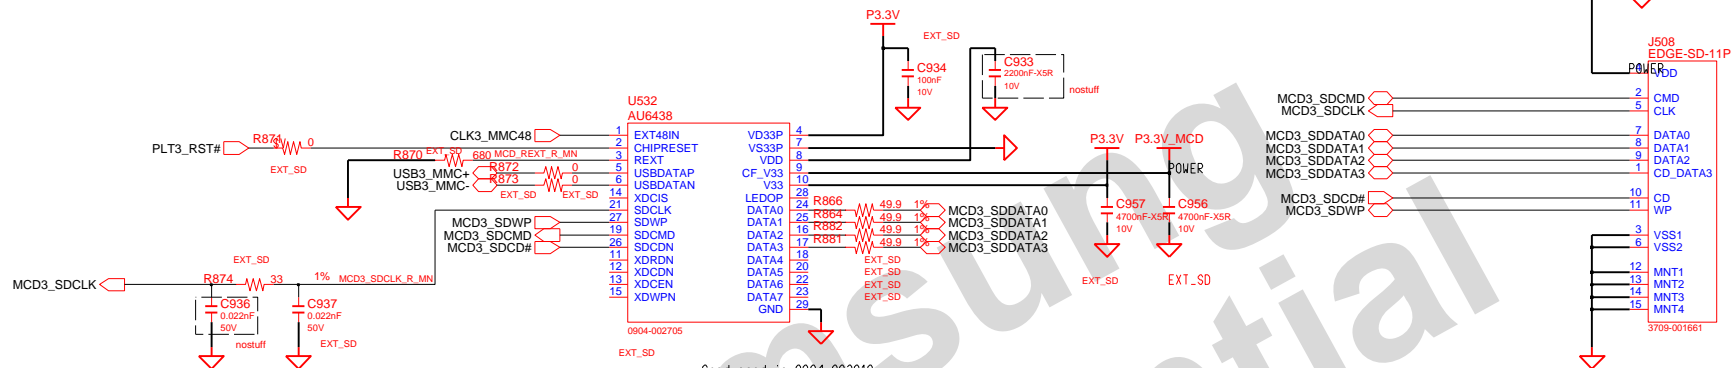 P3.3V
EXT_SD
C934
100nF
10V
C933
2200nF-X5R
10V
nostuff
U532
AU6438
CLK3_MMC48
1 EXT48IN
2 CHIPRESET
3 REXT
5 USBDATAP
6 USBDATAN
14 XDCIS
21 SDCLK
27 SDWP
19 SDCMD
26 SDCDN
11 XDRDN
12 XDCDN
13 XDCEN
15 XDWPN
VD33P 4
VS33P 7
VDD 8
CF_V33 9
V33 10
LEDOP 28
DATA0 24
DATA1 25
DATA2 16
DATA3 17
DATA4 18
DATA5 20
DATA6 22
DATA7 23
GND 29
0904-002705
EXT_SD
PLT3_RST#
R871 0
EXT_SD
R870
EXT_SD
680 MCD_REXT_R_MN
USB3_MMC+
R872 0
USB3_MMC-
R873 0
EXT_SD
EXT_SD
MCD3_SDWP
MCD3_SDCMD
MCD3_SDCD#
MCD3_SDCLK
EXT_SD
R874 33 1% MCD3_SDCLK_R_MN
C936
0.022nF
50V
nostuff
C937
0.022nF
50V
EXT_SD
R866 49.9 1% MCD3_SDDATA0
R864 49.9 1% MCD3_SDDATA1
R882 49.9 1% MCD3_SDDATA2
R881 49.9 1% MCD3_SDDATA3
EXT_SD
EXT_SD
EXT_SD
EXT_SD
P3.3V
P3.3V_MCD
POWER
C957
4700nF-X5R
10V
EXT_SD
C956
4700nF-X5R
10V
EXT_SD
J508
EDGE-SD-11P
POWER
VDD
MCD3_SDCMD 2 CMD
MCD3_SDCLK 5 CLK
MCD3_SDDATA0 7 DATA0
MCD3_SDDATA1 8 DATA1
MCD3_SDDATA2 9 DATA2
MCD3_SDDATA3 1 CD_DATA3
MCD3_SDCD# 10 CD
MCD3_SDWP 11 WP
3 VSS1
6 VSS2
12 MNT1
13 MNT2
14 MNT3
15 MNT4
3709-001661